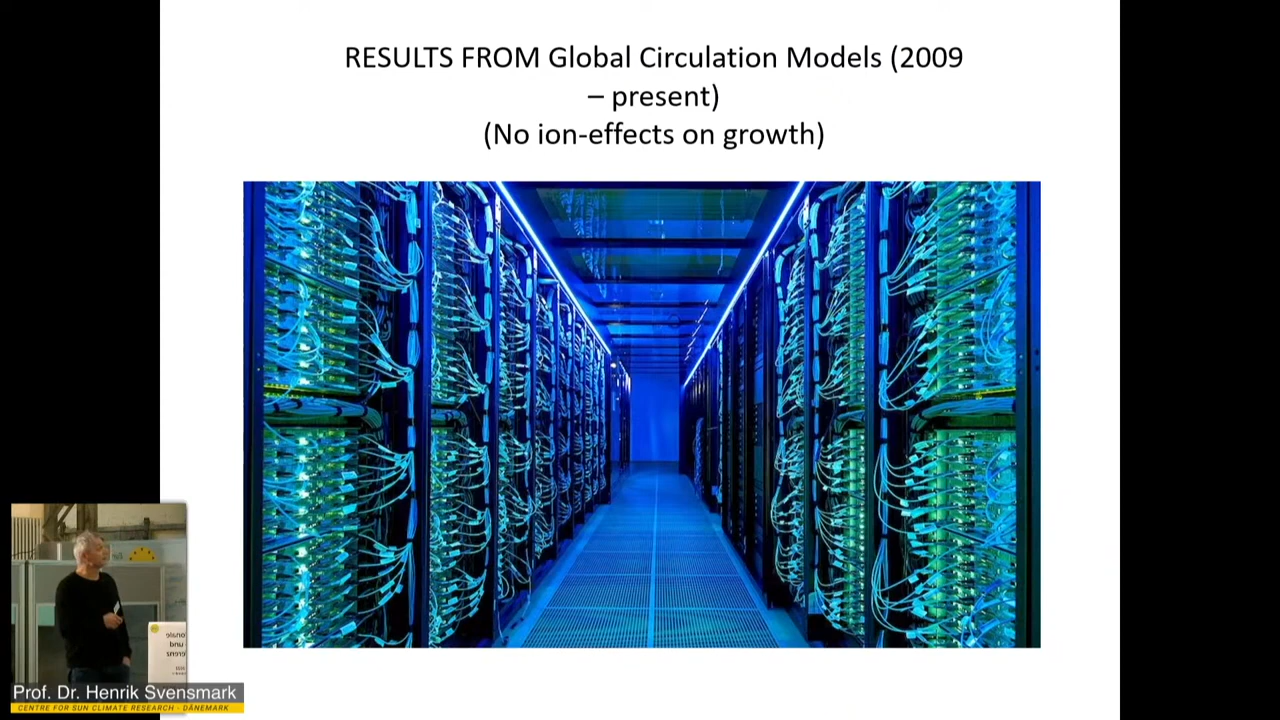 RESULTS FROM Global Circulation Models (2009
– present)
(No ion-effects on growth)
Prof. Dr. Henrik Svensmark
CENTRE FOR SUN CLIMATE RESEARCH - DÄNEMARK